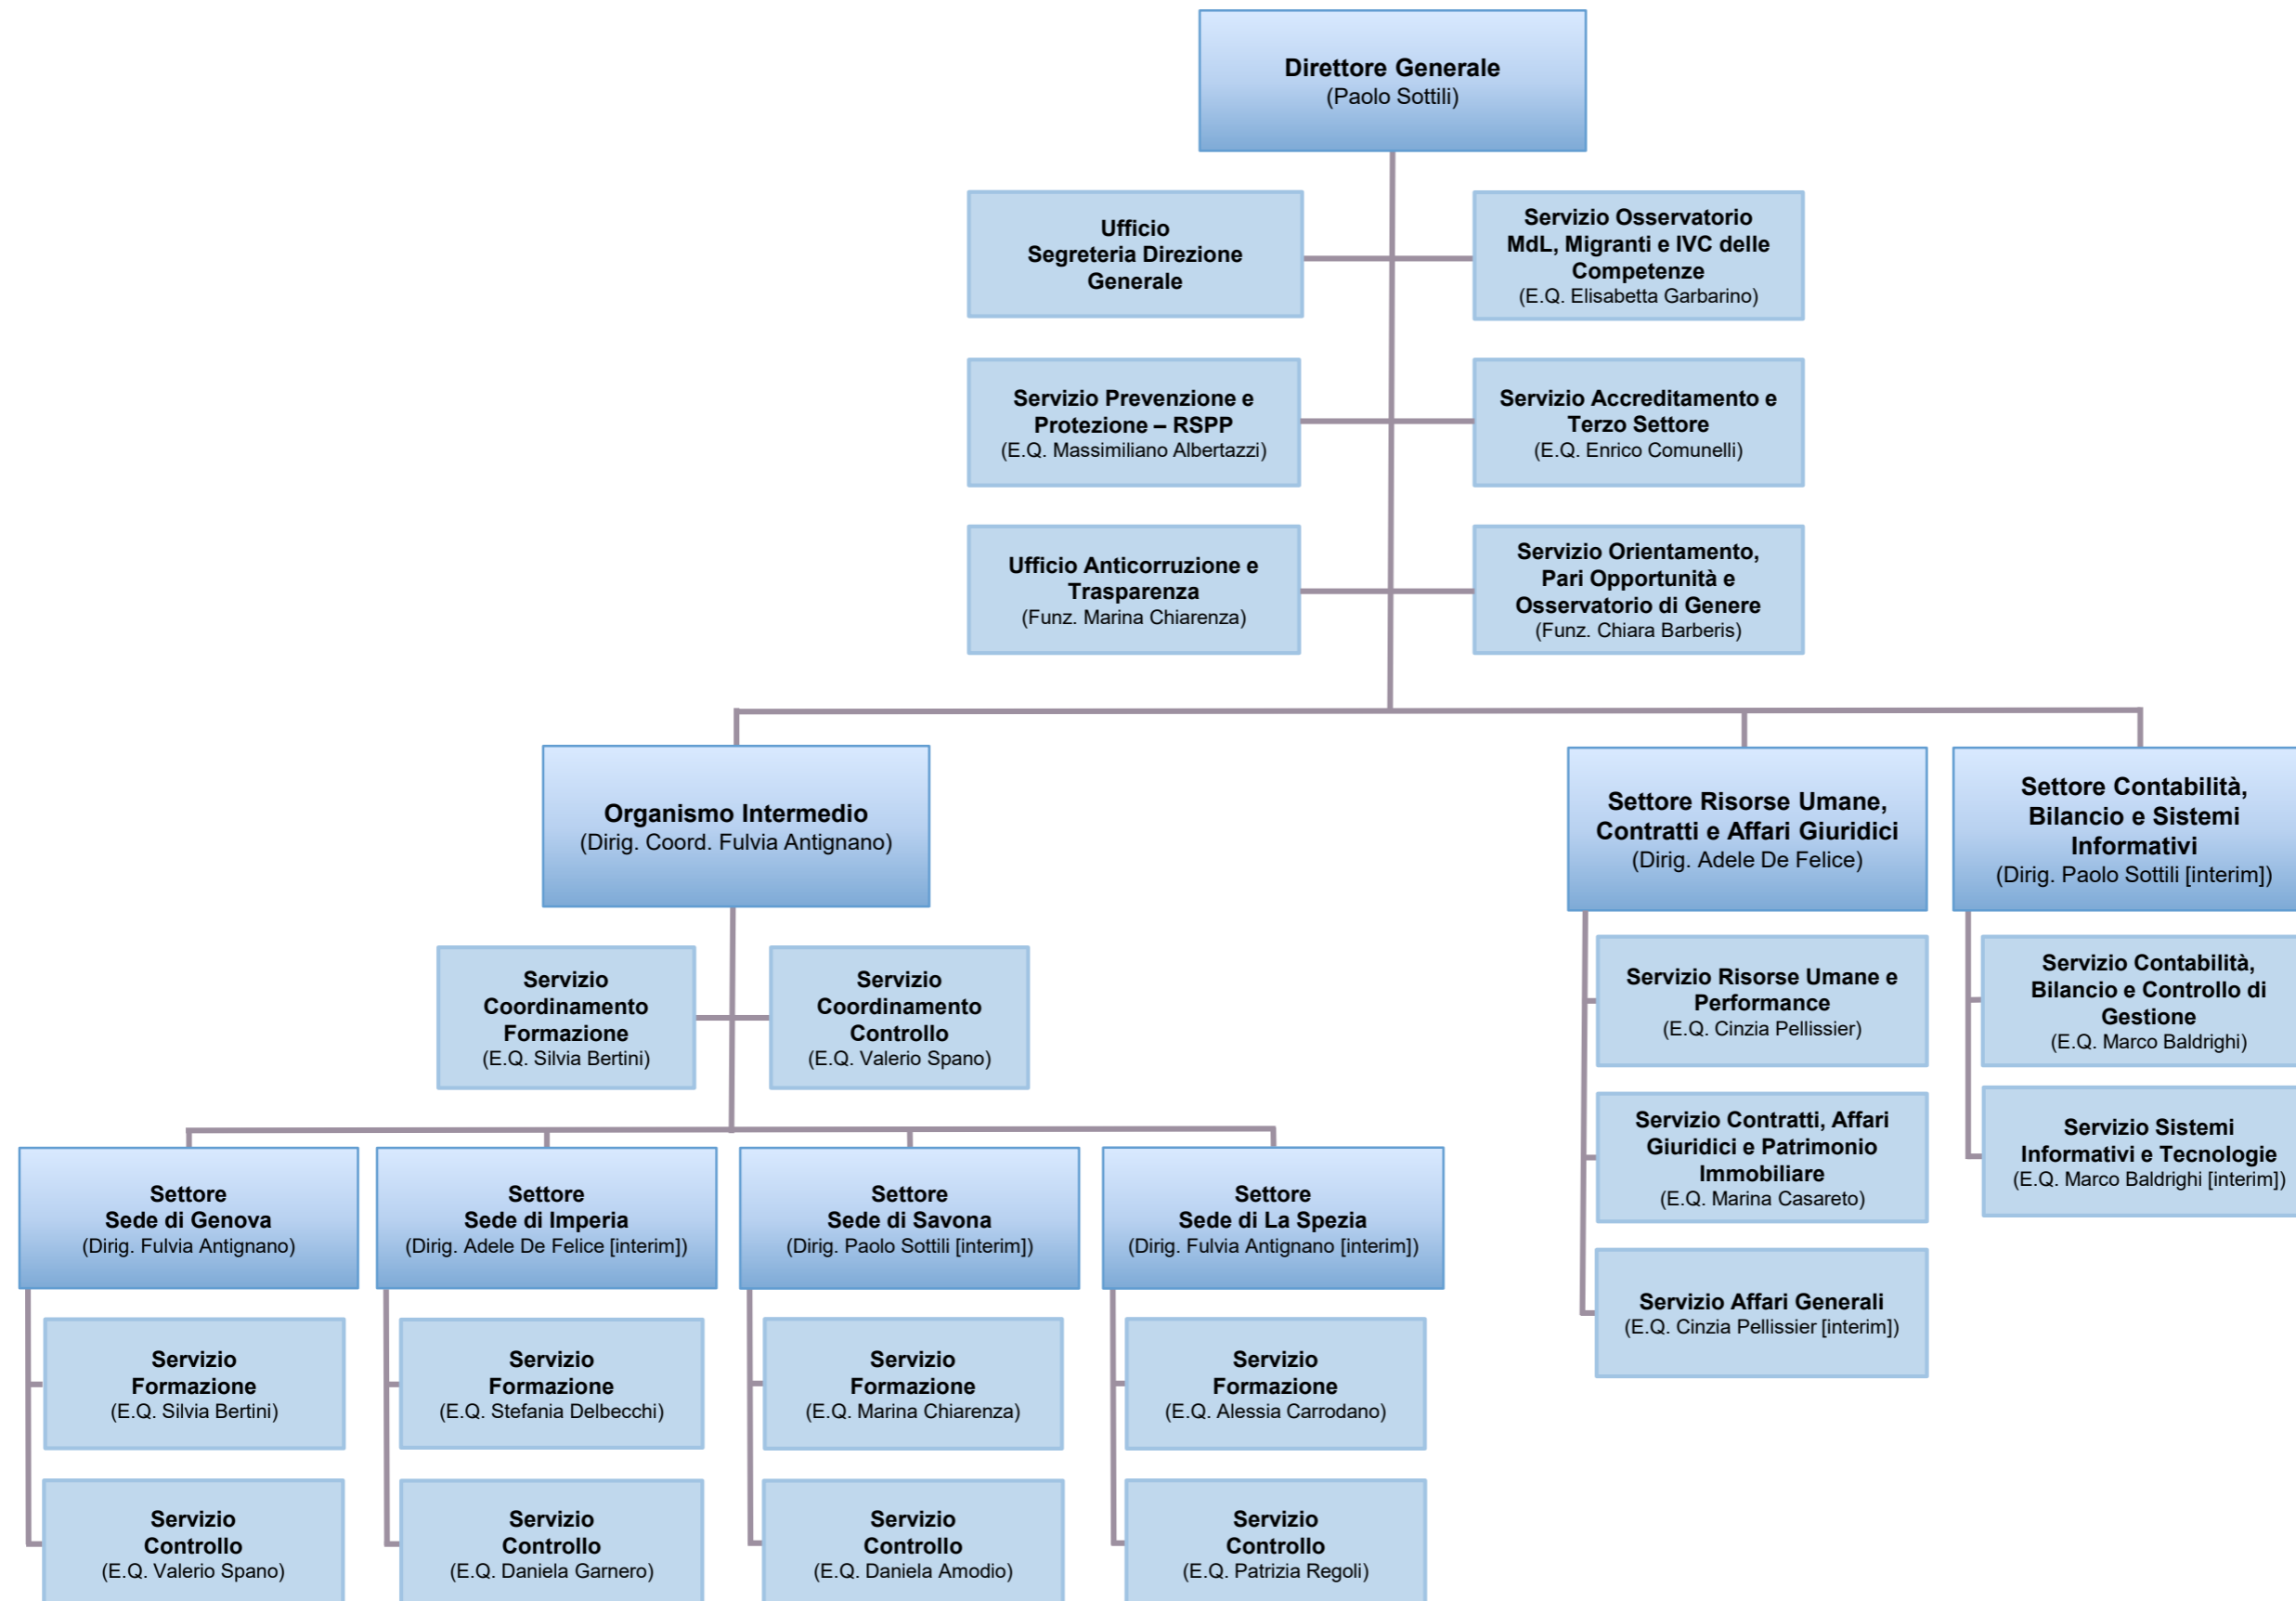 Direttore Generale
(Paolo Sottili)
Ufficio
Segreteria Direzione
Generale
Servizio Osservatorio
MdL, Migranti e IVC delle
Competenze
(E.Q. Elisabetta Garbarino)
Servizio Prevenzione e
Protezione – RSPP
(E.Q. Massimiliano Albertazzi)
Servizio Accreditamento e
Terzo Settore
(E.Q. Enrico Comunelli)
Ufficio Anticorruzione e
Trasparenza
(Funz. Marina Chiarenza)
Servizio Orientamento,
Pari Opportunità e
Osservatorio di Genere
(Funz. Chiara Barberis)
Organismo Intermedio
(Dirig. Coord. Fulvia Antignano)
Settore Risorse Umane,
Contratti e Affari Giuridici
(Dirig. Adele De Felice)
Settore Contabilità,
Bilancio e Sistemi
Informativi
(Dirig. Paolo Sottili [interim])
Servizio
Coordinamento
Formazione
(E.Q. Silvia Bertini)
Servizio
Coordinamento
Controllo
(E.Q. Valerio Spano)
Servizio Risorse Umane e
Performance
(E.Q. Cinzia Pellissier)
Servizio Contabilità,
Bilancio e Controllo di
Gestione
(E.Q. Marco Baldrighi)
Servizio Contratti, Affari
Giuridici e Patrimonio
Immobiliare
(E.Q. Marina Casareto)
Servizio Sistemi
Informativi e Tecnologie
(E.Q. Marco Baldrighi [interim])
Servizio Affari Generali
(E.Q. Cinzia Pellissier [interim])
Settore
Sede di Genova
(Dirig. Fulvia Antignano)
Settore
Sede di Imperia
(Dirig. Adele De Felice [interim])
Settore
Sede di Savona
(Dirig. Paolo Sottili [interim])
Settore
Sede di La Spezia
(Dirig. Fulvia Antignano [interim])
Servizio
Formazione
(E.Q. Silvia Bertini)
Servizio
Formazione
(E.Q. Stefania Delbecchi)
Servizio
Formazione
(E.Q. Marina Chiarenza)
Servizio
Formazione
(E.Q. Alessia Carrodano)
Servizio
Controllo
(E.Q. Valerio Spano)
Servizio
Controllo
(E.Q. Daniela Garnero)
Servizio
Controllo
(E.Q. Daniela Amodio)
Servizio
Controllo
(E.Q. Patrizia Regoli)